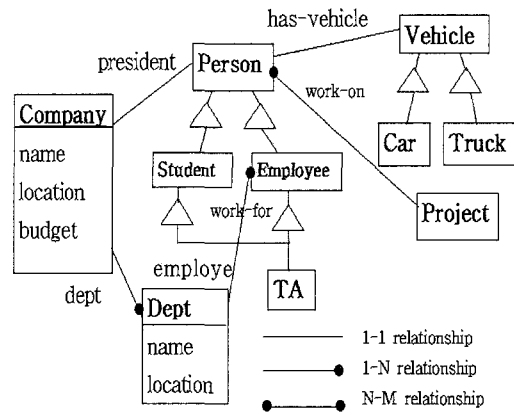 has-vehicle
Vehicle
president
Person
work-on
Company
name
location
budget
Car
Truck
Student
Employee
work-for
Project
employe
TA
dept
Dept
name
location
1-1 relationship
1-N relationship
N-M relationship